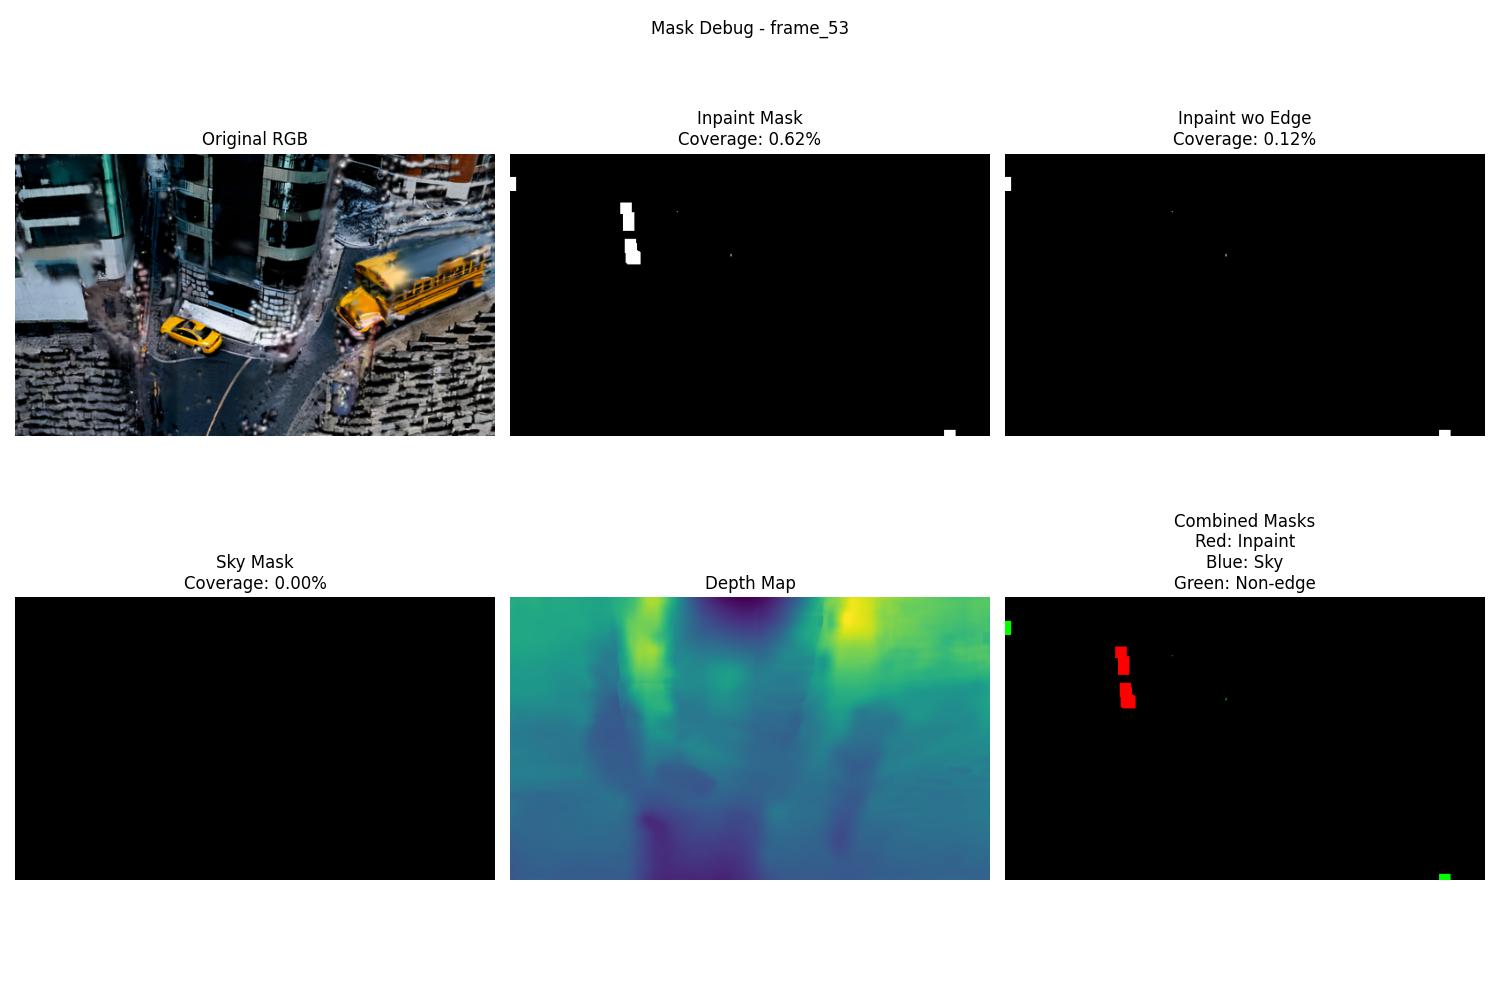 Mask Debug - frame_53
Original RGB
Inpaint Mask
Coverage: 0.62%
Inpaint wo Edge
Coverage: 0.12%
Sky Mask
Coverage: 0.00%
Depth Map
Combined Masks
Red: Inpaint
Blue: Sky
Green: Non-edge